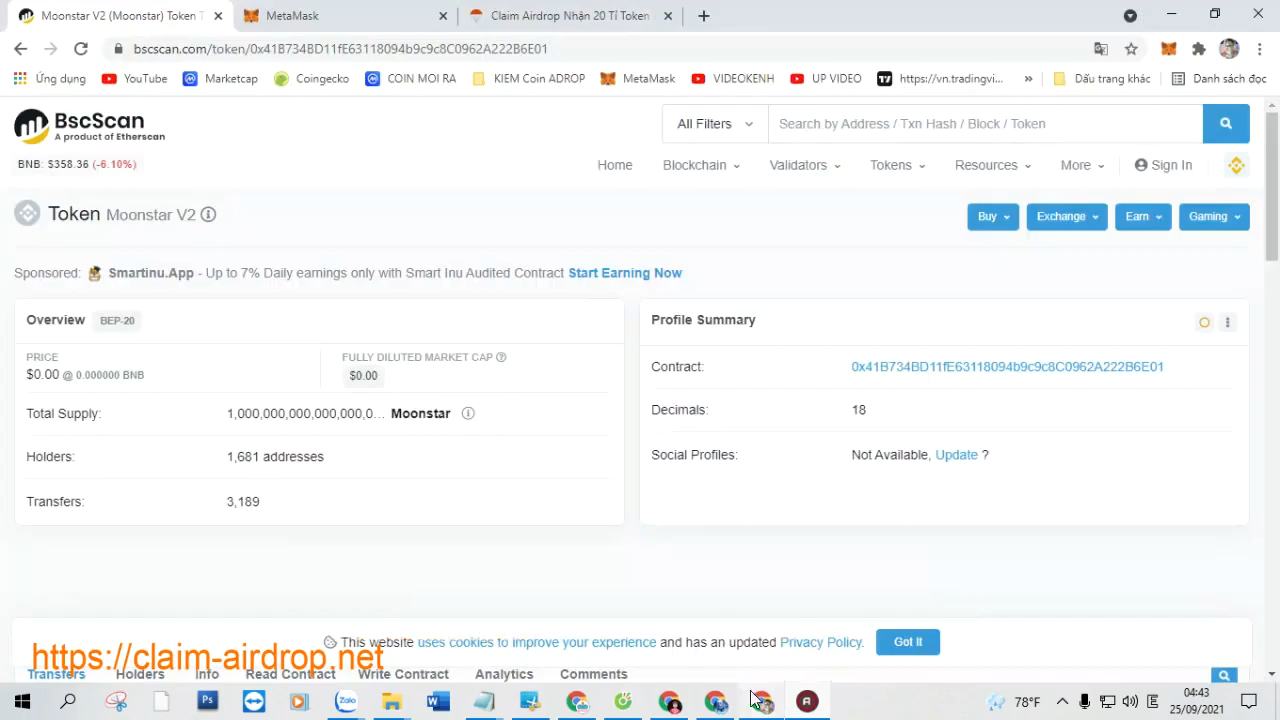 Moonstar V2 (Moonstar) Token T
MetaMask
Claim Airdrop Nhận 20 Tỉ Token
bscscan.com/token/0x41B734BD11fE63118094b9c9c8C0962A222B6E01
Ứng dụng
YouTube
Marketcap
Coingecko
COIN MOI RA
KIEM Coin ADROP
MetaMask
VIDEOKENH
UP VIDEO
https://vn.tradingvi...
»
Dấu trang khác
Danh sách đọc
BscScan
A product of Etherscan
All Filters
Search by Address / Txn Hash / Block / Token
BNB: $358.36 (-6.10%)
Home
Blockchain
Validators
Tokens
Resources
More
Sign In
Token Moonstar V2
Buy
Exchange
Earn
Gaming
Sponsored: Smartinu.App - Up to 7% Daily earnings only with Smart Inu Audited Contract Start Earning Now
Overview BEP-20
PRICE
$0.00 @ 0.000000 BNB
FULLY DILUTED MARKET CAP
$0.00
Total Supply: 1,000,000,000,000,000,0... Moonstar
Holders: 1,681 addresses
Transfers: 3,189
Profile Summary
Contract: 0x41B734BD11fE63118094b9c9c8C0962A222B6E01
Decimals: 18
Social Profiles: Not Available, Update ?
This website uses cookies to improve your experience and has an updated Privacy Policy.
Got It
https://claim-airdrop.net
Transfers
Holders
Info
Read Contract
Write Contract
Analytics
Comments
Ps
Zalo
W
A
78°F
E
04:43
25/09/2021